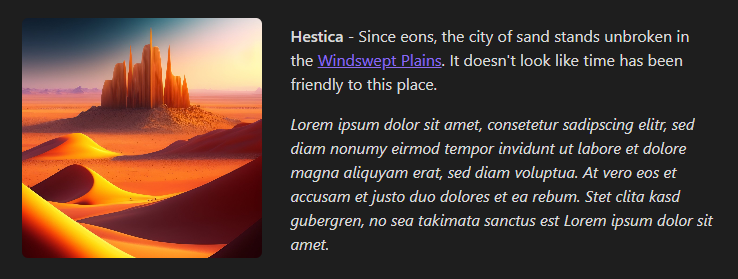 Hestica - Since eons, the city of sand stands unbroken in
the Windswept Plains. It doesn't look like time has been
friendly to this place.
Lorem ipsum dolor sit amet, consetetur sadipscing elitr, sed
diam nonumy eirmod tempor invidunt ut labore et dolore
magna aliquyam erat, sed diam voluptua. At vero eos et
accusam et justo duo dolores et ea rebum. Stet clita kasd
gubergren, no sea takimata sanctus est Lorem ipsum dolor sit
amet.